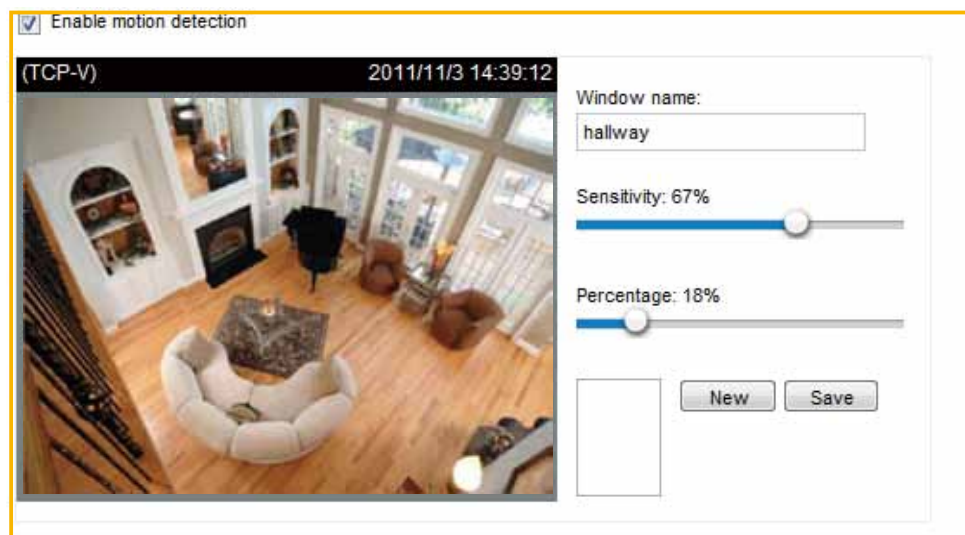 Enable motion detection
(TCP-V) 2011/11/3 14:39:12
Window name:
hallway
Sensitivity: 67%
Percentage: 18%
New Save